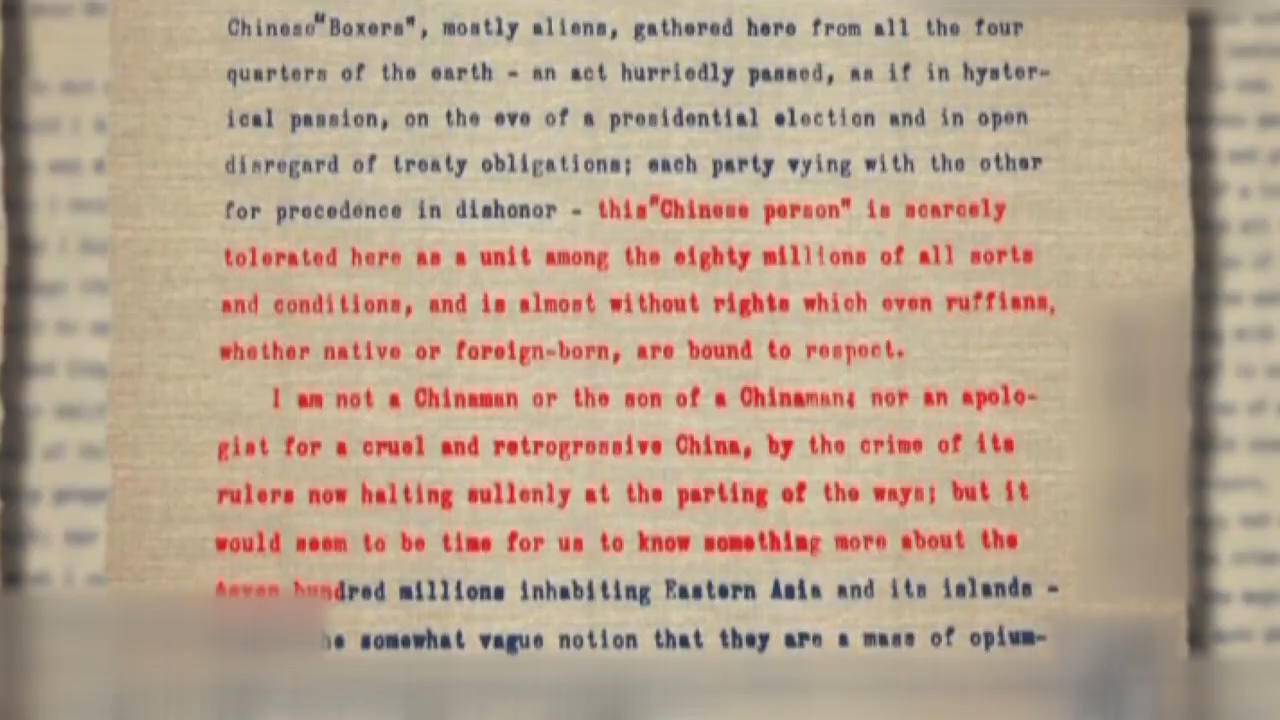 Chinese"Boxers", mostly aliens, gathered here from all the four
quarters of the earth - an act hurriedly passed, as if in hyster-
ical passion, on the eve of a presidential election and in open
disregard of treaty obligations; each party vying with the other
for precedence in dishonor - this"Chinese person" is scarcely
tolerated here as a unit among the eighty millions of all sorts
and conditions, and is almost without rights which even ruffians,
whether native or foreign-born, are bound to respect.
I am not a Chinaman or the son of a Chinaman; nor an apolo-
gist for a cruel and retrogressive China, by the crime of its
rulers now halting sullenly at the parting of the ways; but it
would seem to be time for us to know something more about the
seven hundred millions inhabiting Eastern Asia and its islands -
somewhat vague notion that they are a mass of opium-